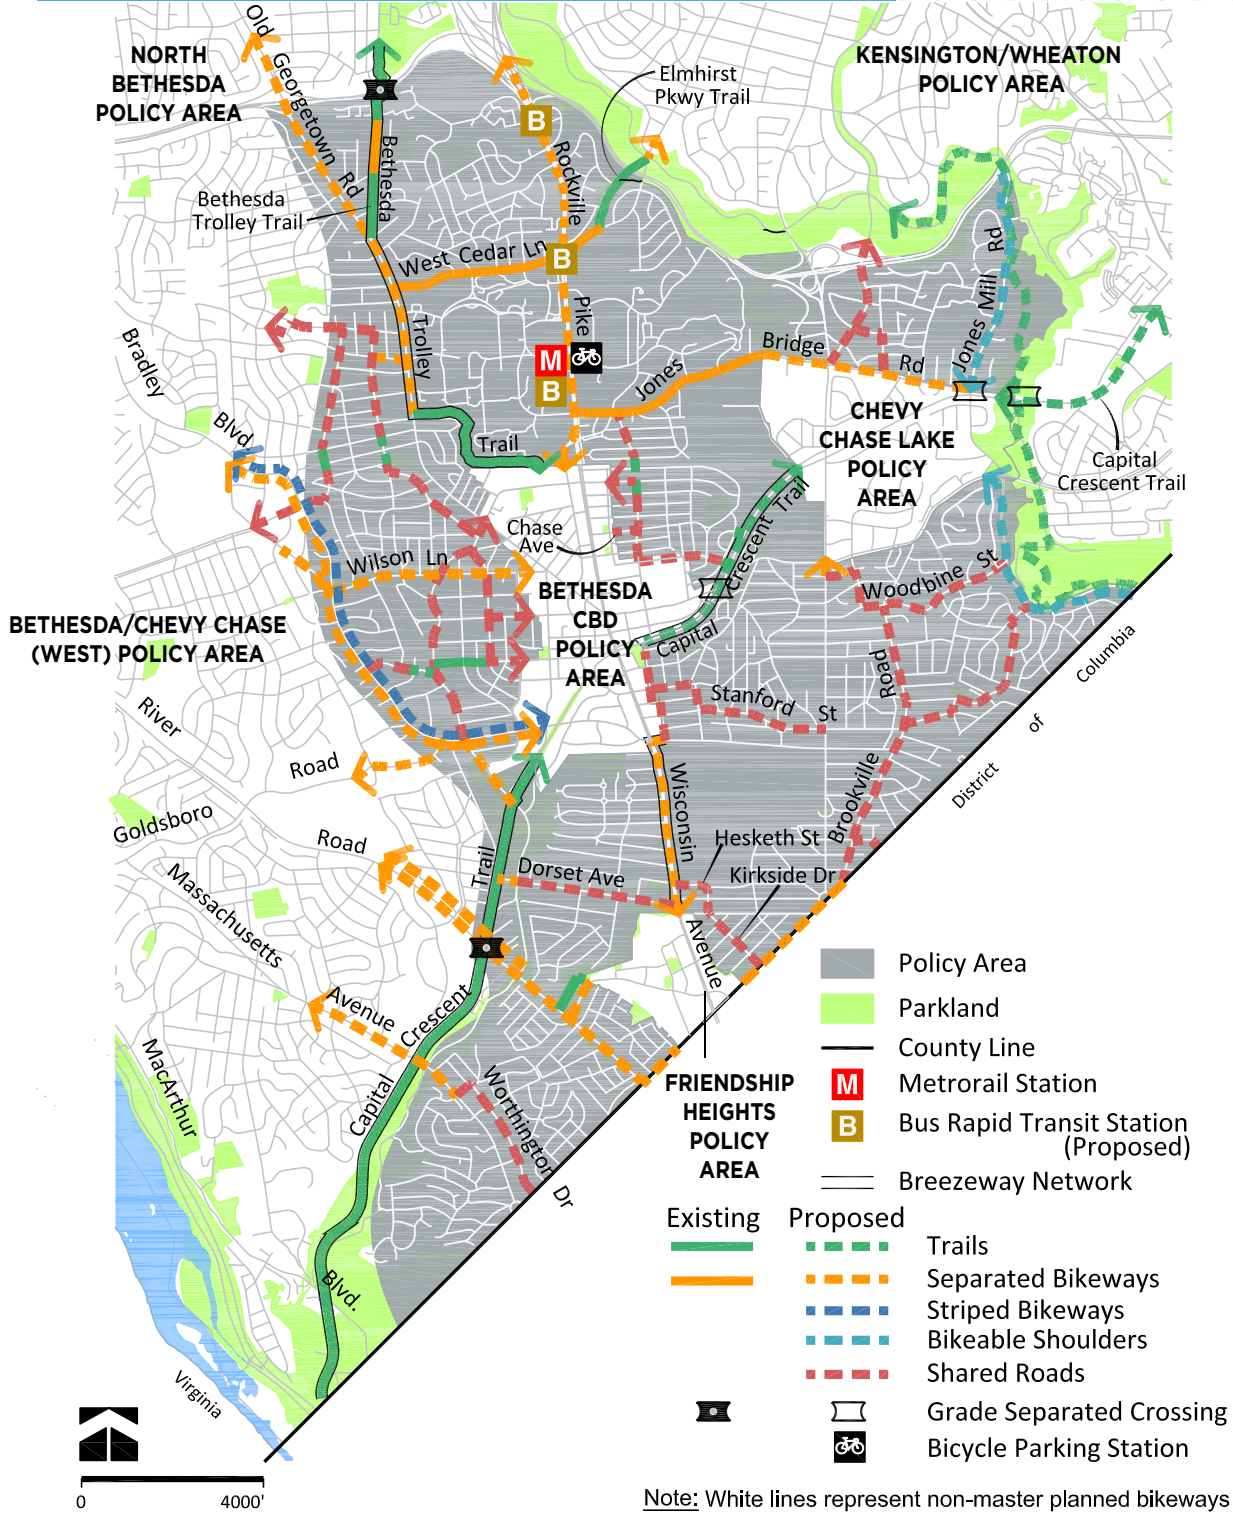 Old
Georgetown
Rd
NORTH
BETHESDA
POLICY AREA
KENSINGTON/WHEATON
POLICY AREA
Elmhirst
Pkwy Trail
B
Rockville
Bethesda
Bethesda
Trolley Trail
West Cedar Ln
B
Pike
Trolley
M
B
Jones
Bridge
Rd
Jones
Mill
Rd
Bradley
Blvd.
Trail
CHEVY
CHASE LAKE
POLICY
AREA
Capital
Crescent Trail
Chase
Ave
Crescent Trail
Capital
Wilson Ln
BETHESDA
CBD
POLICY
AREA
Woodbine St
BETHESDA/CHEVY CHASE
(WEST) POLICY AREA
Road
Stanford St
Columbia
of
District
River
Road
Goldsboro
Road
Wisconsin
Brookville
Hesketh St
Kirkside Dr
Dorset Ave
Trail
Massachusetts
Avenue
Avenue
Crescent
Capital
MacArthur
Worthington Dr
Blvd.
Virginia
FRIENDSHIP
HEIGHTS
POLICY
AREA
Policy Area
Parkland
County Line
M Metrorail Station
B Bus Rapid Transit Station
(Proposed)
Breezeway Network
Existing Proposed
Trails
Separated Bikeways
Striped Bikeways
Bikeable Shoulders
Shared Roads
Grade Separated Crossing
Bicycle Parking Station
0 4000'
Note: White lines represent non-master planned bikeways